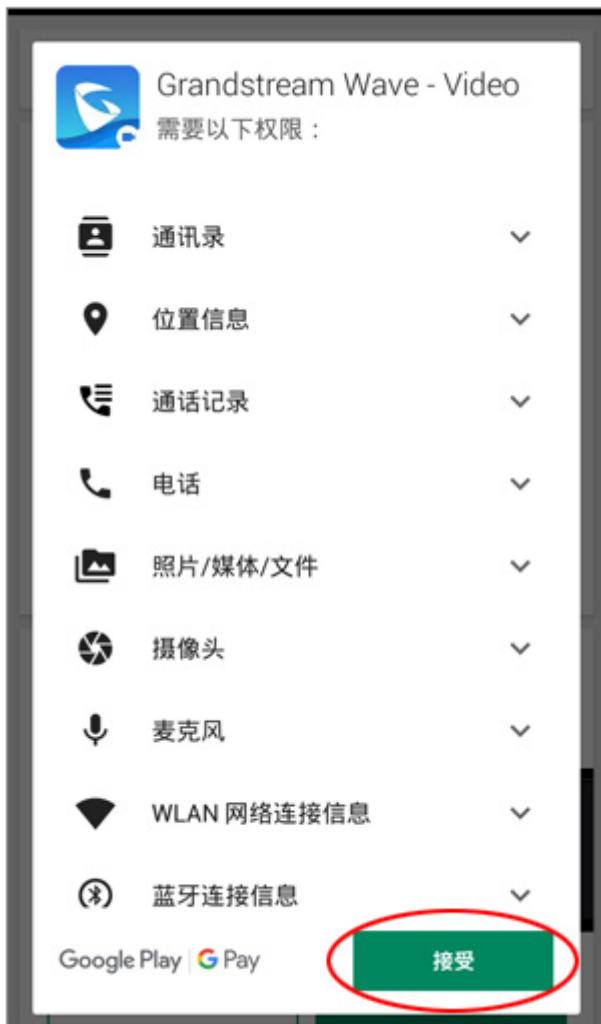 Grandstream Wave - Video
需要以下权限：
通讯录
位置信息
通话记录
电话
照片/媒体/文件
摄像头
麦克风
WLAN 网络连接信息
蓝牙连接信息
Google Play | G Pay
接受